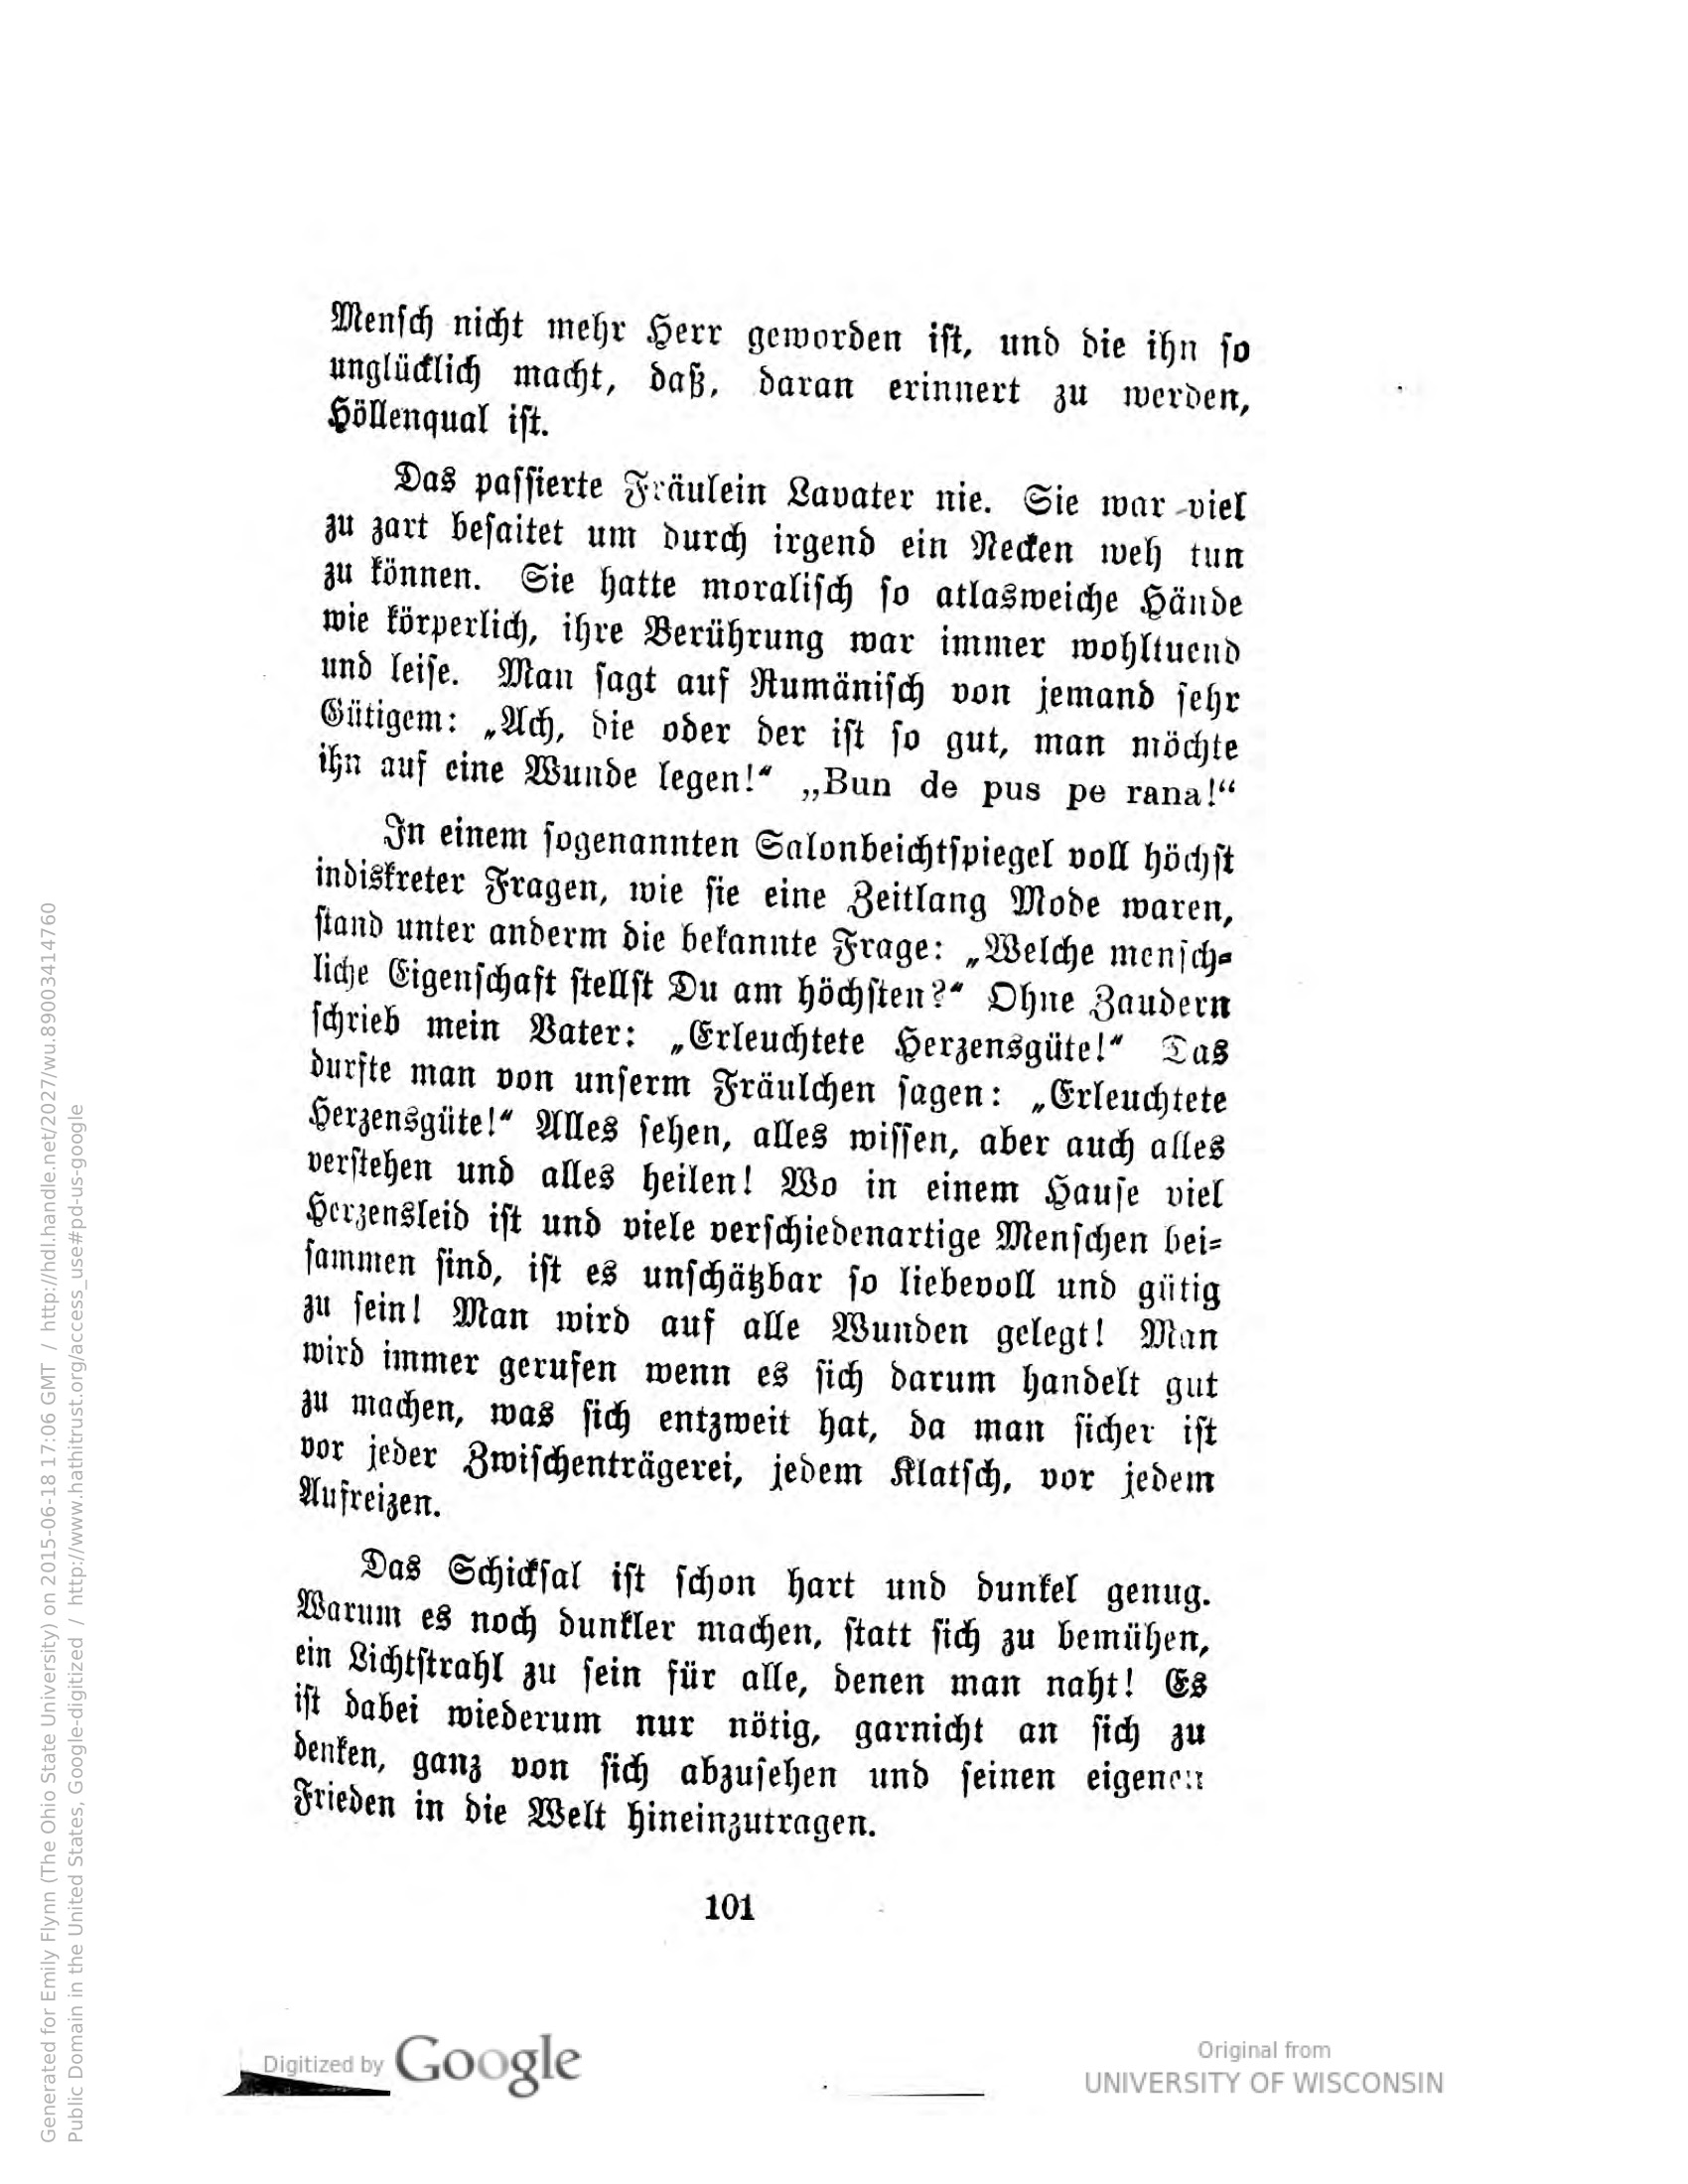 Mensch nicht mehr Herr geworden ist, und die ihn so
unglücklich macht, daß, daran erinnert zu werden,
Höllenqual ist.
Das passierte Fräulein Lavater nie. Sie war viel
zu zart besaitet um durch irgend ein Necken weh tun
zu können. Sie hatte moralisch so atlasweiche Hände
wie körperlich, ihre Berührung war immer wohltuend
und leise. Man sagt auf Rumänisch von jemand sehr
Gütigem: „Ach, die oder der ist so gut, man möchte
ihn auf eine Wunde legen!“ „Bun de pus pe rana!“
In einem sogenannten Salonbeichtspiegel voll höchst
indiskreter Fragen, wie sie eine Zeitlang Mode waren,
stand unter anderm die bekannte Frage: „Welche mensch-
liche Eigenschaft stellst Du am höchsten?“ Ohne Zaudern
schrieb mein Vater: „Erleuchtete Herzensgüte!“ Das
durfte man von unserm Fräulchen sagen: „Erleuchtete
Herzensgüte!“ Alles sehen, alles wissen, aber auch alles
verstehen und alles heilen! Wo in einem Hause viel
Herzensleid ist und viele verschiedenartige Menschen bei-
sammen sind, ist es unschätzbar so liebevoll und gütig
zu sein! Man wird auf alle Wunden gelegt! Man
wird immer gerufen wenn es sich darum handelt gut
zu machen, was sich entzweit hat, da man sicher ist
vor jeder Zwischenträgerei, jedem Klatsch, vor jedem
Aufreizen.
Das Schicksal ist schon hart und dunkel genug.
Warum es noch dunkler machen, statt sich zu bemühen,
ein Lichtstrahl zu sein für alle, denen man naht! Es
ist dabei wiederum nur nötig, garnicht an sich zu
denken, ganz von sich abzusehen und seinen eigenen
Frieden in die Welt hineinzutragen.
101
Digitized by Google
Original from
UNIVERSITY OF WISCONSIN
Generated for Emily Flynn (The Ohio State University) on 2015-06-18 17:06 GMT / http://hdl.handle.net/2027/wu.89003414760
Public Domain in the United States, Google-digitized / http://www.hathitrust.org/access_use#pd-us-google